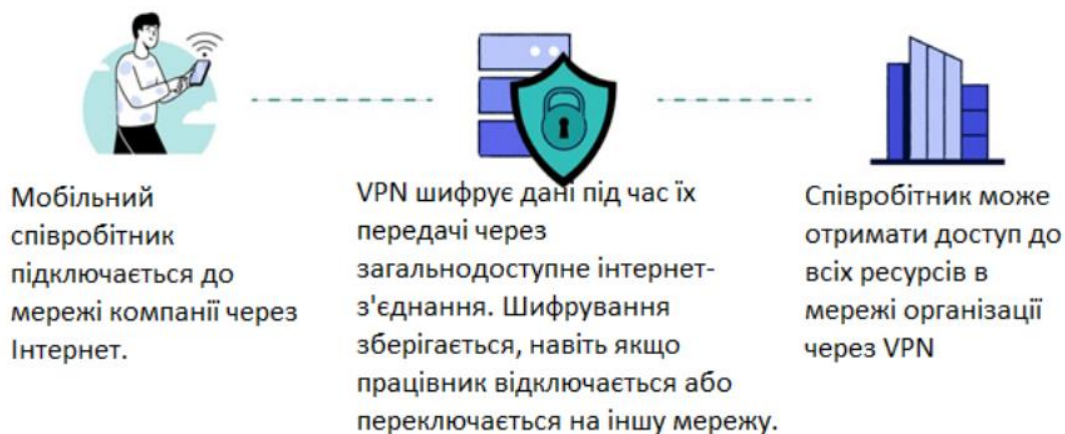 Мобільний
співробітник
підключається до
мережі компанії через
Інтернет.
VPN шифрує дані під час їх
передачі через
загальнодоступне інтернет-
з'єднання. Шифрування
зберігається, навіть якщо
працівник відключається або
переключається на іншу мережу.
Співробітник може
отримати доступ до
всіх ресурсів в
мережі організації
через VPN